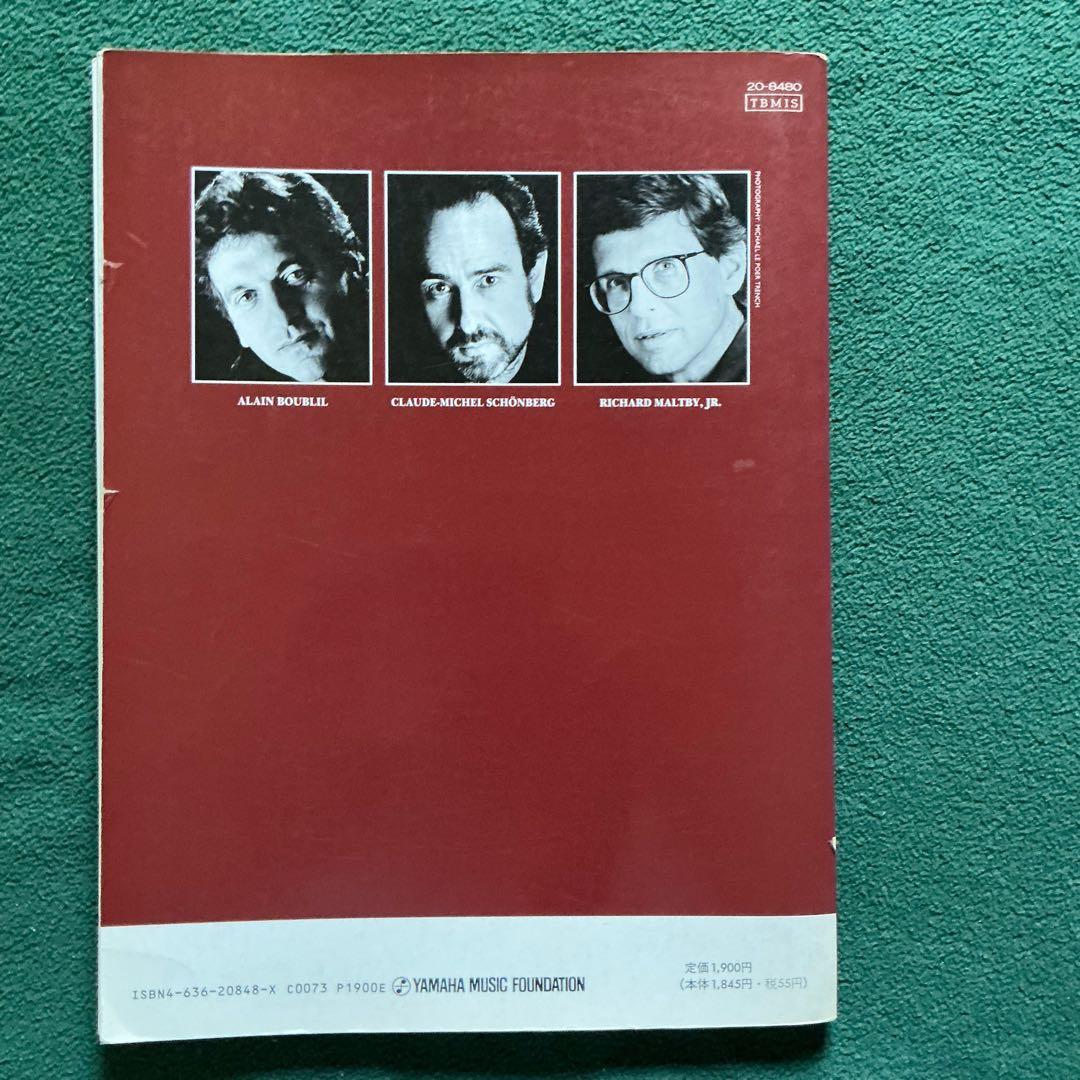 20-8480
TBMIS
PHOTOGRAPHY: MICHAEL LE POER TRENCH
ALAIN BOUBLIL
CLAUDE-MICHEL SCHÖNBERG
RICHARD MALTBY, JR.
定価1,900円
(本体1,845円・税55円)
ISBN4-636-20848-X C0073 P1900E YAMAHA MUSIC FOUNDATION